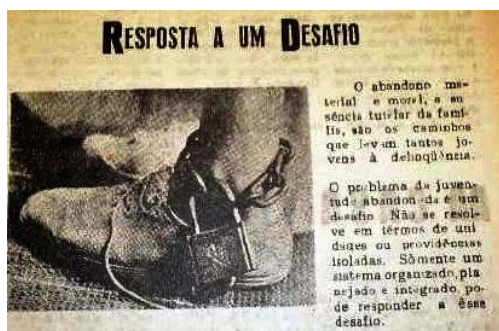 RESPOSTA A UM DESAFIO
O abandono ma-
terial e moral, a au
sência tutelar da famí-
lia, são os caminhos
que levam tantos jo-
vens à delinqüência.
O problema da juven-
tude abandonada é um
desafio Não se resol-
ve em têrmos de uni
dades ou providências
isoladas. Sòmente um
sistema organizado, pla
nejado e integrado, po-
de responder a êsse
desafio.